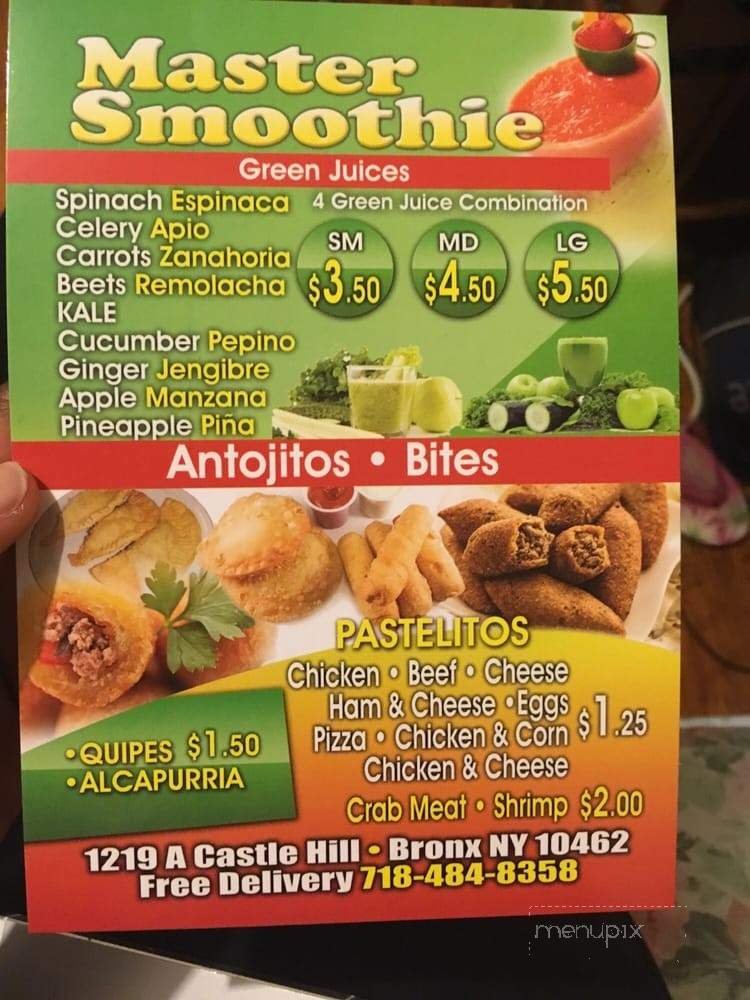 Master
Smoothie
Green Juices
Spinach Espinaca
Celery Apio
Carrots Zanahoria
Beets Remolacha
KALE
Cucumber Pepino
Ginger Jengibre
Apple Manzana
Pineapple Piña
4 Green Juice Combination
SM MD LG
$3.50 $4.50 $5.50
Antojitos • Bites
PASTELITOS
Chicken • Beef • Cheese
Ham & Cheese • Eggs
Pizza • Chicken & Corn $1.25
Chicken & Cheese
Crab Meat • Shrimp $2.00
• QUIPES $1.50
• ALCAPURRIA
1219 A Castle Hill • Bronx NY 10462
Free Delivery 718-484-8358
menupix